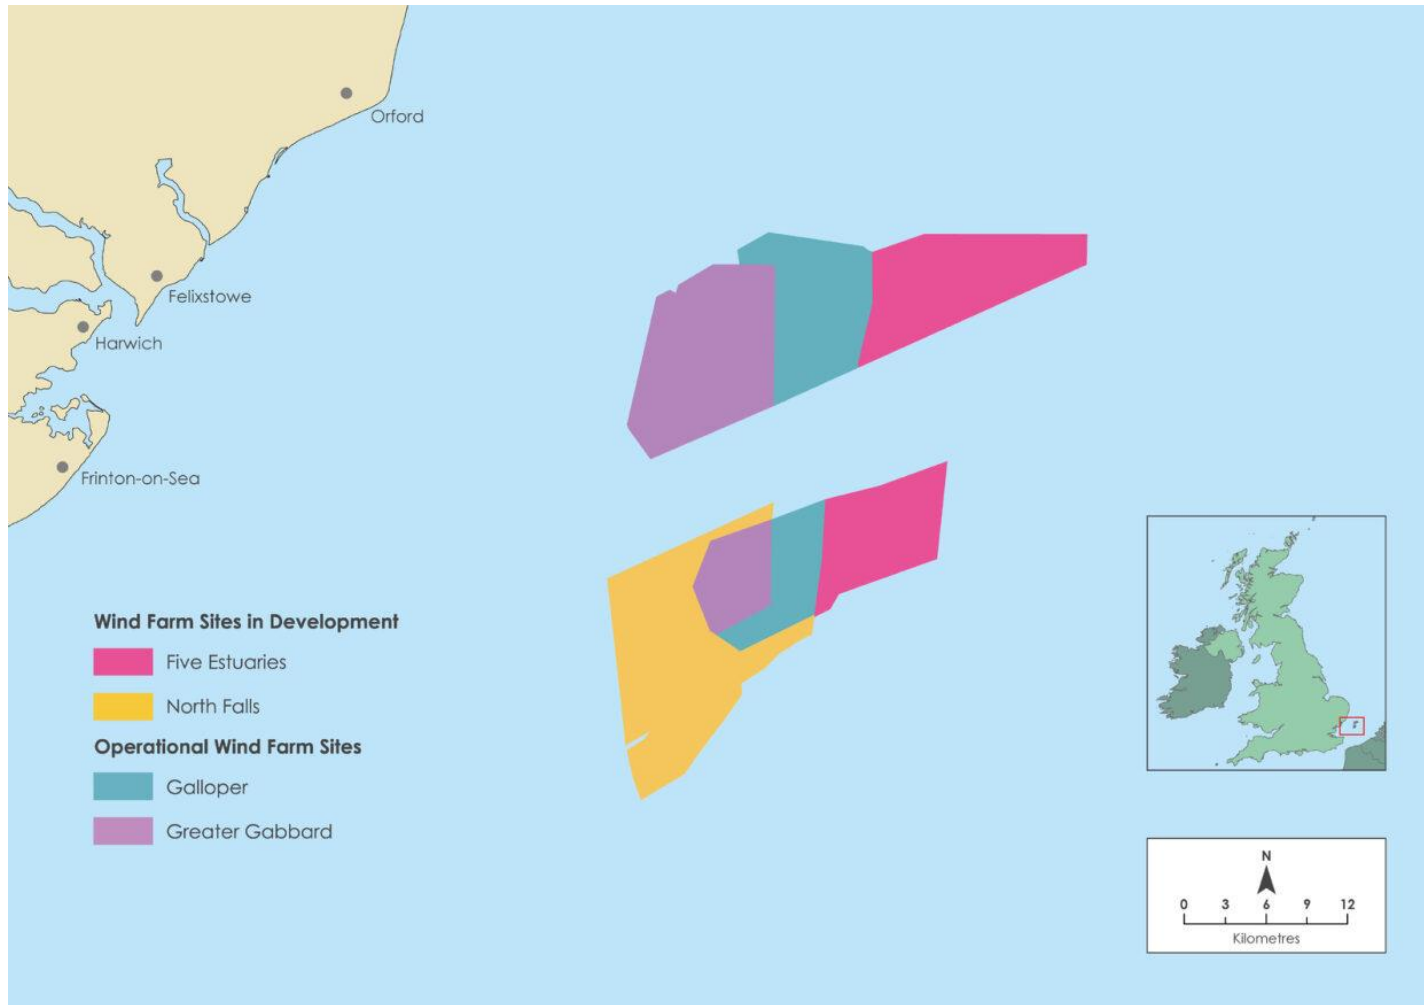 Orford
Felixstowe
Harwich
Frinton-on-Sea
Wind Farm Sites in Development
Five Estuaries
North Falls
Operational Wind Farm Sites
Galloper
Greater Gabbard
N
0 3 6 9 12
Kilometres